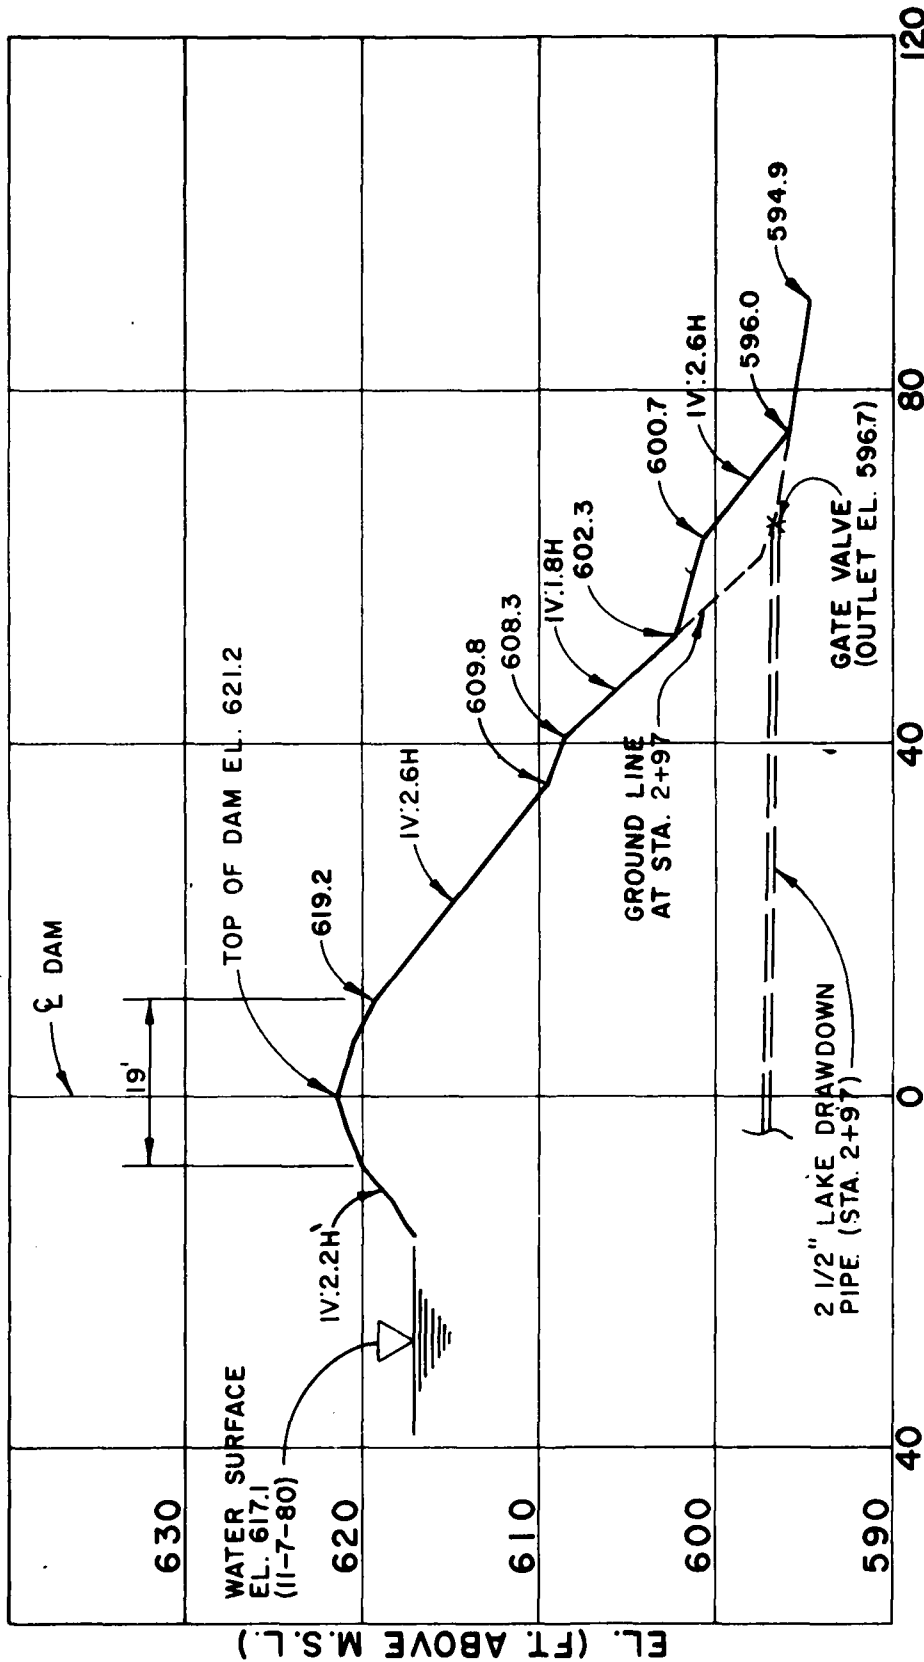 ℄ DAM
19'
TOP OF DAM EL. 621.2
619.2
1V:2.6H
609.8
608.3
1V:1.8H
602.3
600.7
1V:2.6H
596.0
594.9
1V:2.2H
WATER SURFACE
EL. 617.1
(11-7-80)
GROUND LINE
AT STA. 2+97
GATE VALVE
(OUTLET EL. 596.7)
2 1/2" LAKE DRAWDOWN
PIPE (STA. 2+97)
630
620
610
600
590
EL. (FT. ABOVE M.S.L.)
40
0
40
80
120